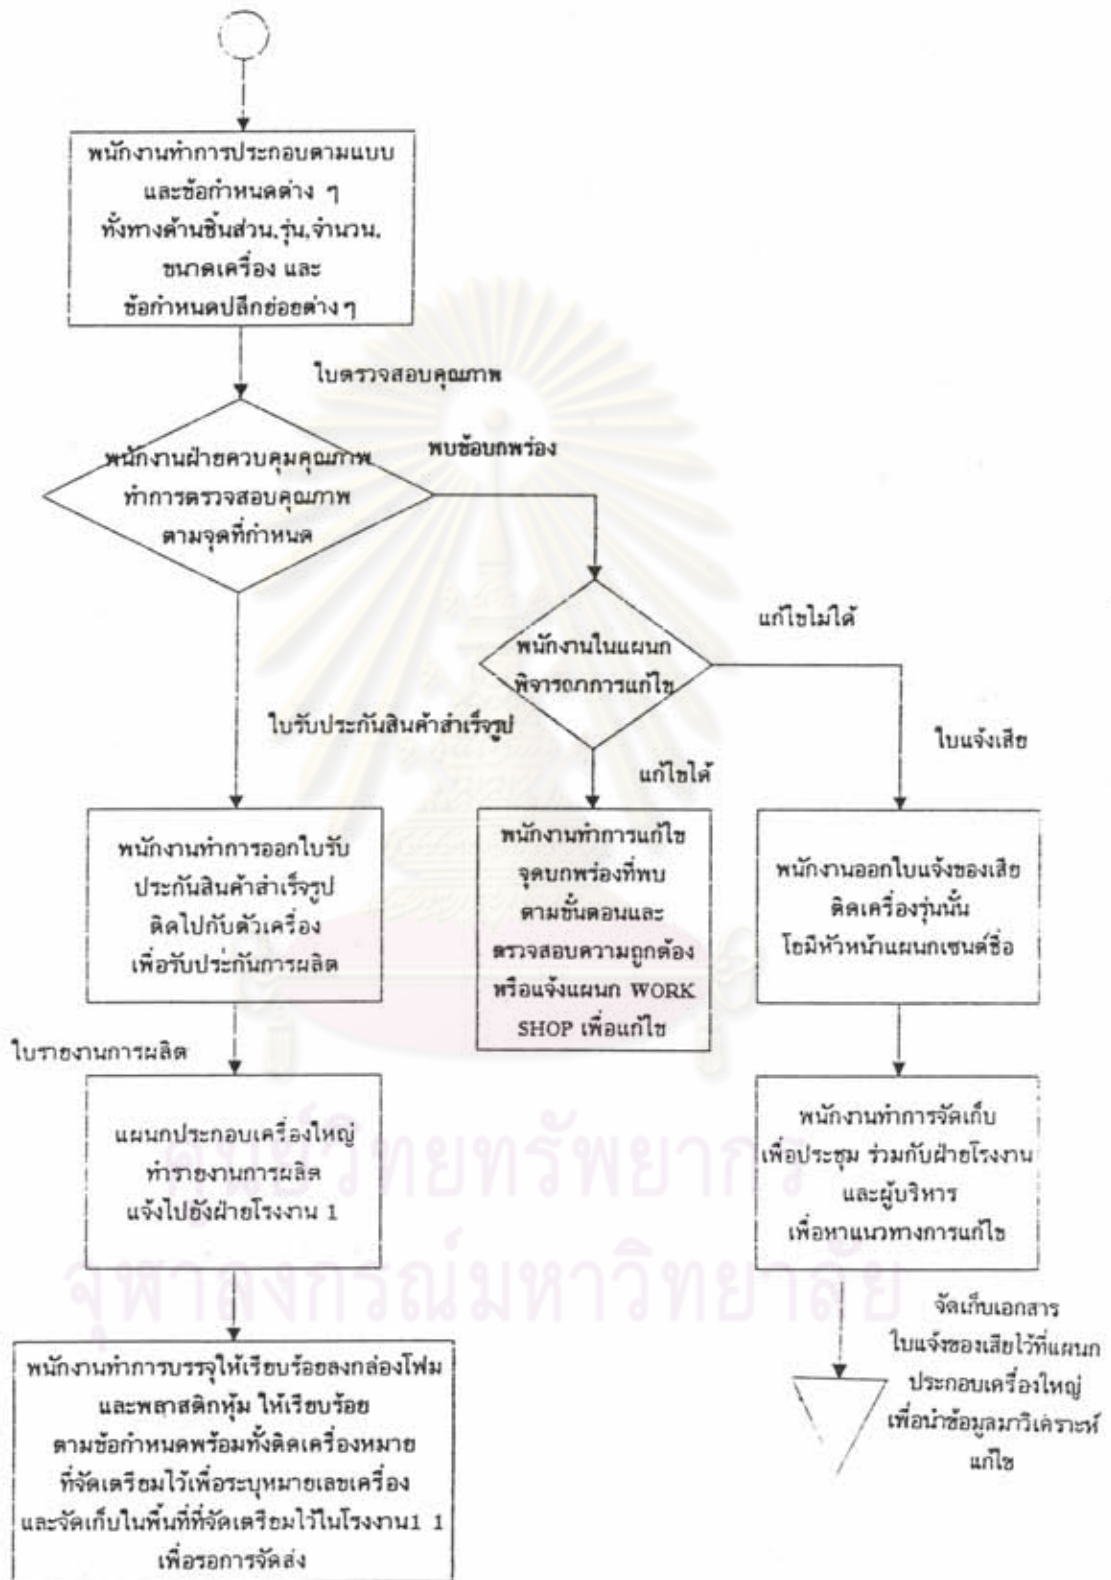 พนักงานทำการประกอบตามแบบ
และข้อกำหนดต่าง ๆ
ทั้งทางด้านชิ้นส่วน,รุ่น,จำนวน,
ขนาดเครื่อง และ
ข้อกำหนดปลีกย่อยต่าง ๆ
ใบตรวจสอบคุณภาพ
พนักงานฝ่ายควบคุมคุณภาพ
ทำการตรวจสอบคุณภาพ
ตามจุดที่กำหนด
พบข้อบกพร่อง
พนักงานในแผนก
พิจารณาการแก้ไข
แก้ไขไม่ได้
ใบรับประกันสินค้าสำเร็จรูป
แก้ไขได้
ใบแจ้งเสีย
พนักงานทำการออกใบรับ
ประกันสินค้าสำเร็จรูป
ติดไปกับตัวเครื่อง
เพื่อรับประกันการผลิต
พนักงานทำการแก้ไข
จุดบกพร่องที่พบ
ตามขั้นตอนและ
ตรวจสอบความถูกต้อง
หรือแจ้งแผนก WORK
SHOP เพื่อแก้ไข
พนักงานออกใบแจ้งของเสีย
ติดเครื่องรุ่นนั้น
โยมีหัวหน้าแผนกเซนต์ชื่อ
ใบรายงานการผลิต
แผนกประกอบเครื่องใหญ่
ทำรายงานการผลิต
แจ้งไปยังฝ่ายโรงงาน 1
พนักงานทำการจัดเก็บ
เพื่อประชุม ร่วมกับฝ่ายโรงงาน
และผู้บริหาร
เพื่อหาแนวทางการแก้ไข
พนักงานทำการบรรจุให้เรียบร้อยลงกล่องโฟม
และพลาสติกหุ้ม ให้เรียบร้อย
ตามข้อกำหนดพร้อมทั้งติดเครื่องหมาย
ที่จัดเตรียมไว้เพื่อระบุหมายเลขเครื่อง
และจัดเก็บในพื้นที่ที่จัดเตรียมไว้ในโรงงาน1 1
เพื่อรอการจัดส่ง
จัดเก็บเอกสาร
ใบแจ้งของเสียไว้ที่แผนก
ประกอบเครื่องใหญ่
เพื่อนำข้อมูลมาวิเคราะห์
แก้ไข
ศูนย์วิทยทรัพยากร
จุฬาลงกรณ์มหาวิทยาลัย